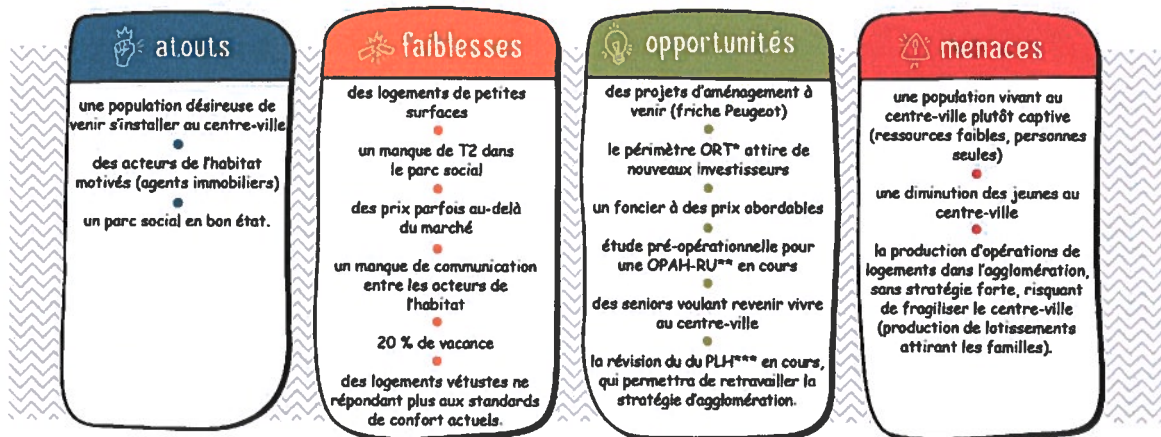 atouts
une population désireuse de
venir s'installer au centre-ville
des acteurs de l'habitat
motivés (agents immobiliers)
un parc social en bon état.
faiblesses
des logements de petites
surfaces
un manque de T2 dans
le parc social
des prix parfois au-delà
du marché
un manque de communication
entre les acteurs de
l'habitat
20 % de vacance
des logements vétustes ne
répondant plus aux standards
de confort actuels.
opportunités
des projets d'aménagement à
venir (friche Peugeot)
le périmètre ORT* attire de
nouveaux investisseurs
un foncier à des prix abordables
étude pré-opérationnelle pour
une OPAH-RU** en cours
des seniors voulant revenir vivre
au centre-ville
la révision du du PLH*** en cours,
qui permettra de retravailler la
stratégie d'agglomération.
menaces
une population vivant au
centre-ville plutôt captive
(ressources faibles, personnes
seules)
une diminution des jeunes au
centre-ville
la production d'opérations de
logements dans l'agglomération,
sans stratégie forte, risquant
de fragiliser le centre-ville
(production de lotissements
attirant les familles).